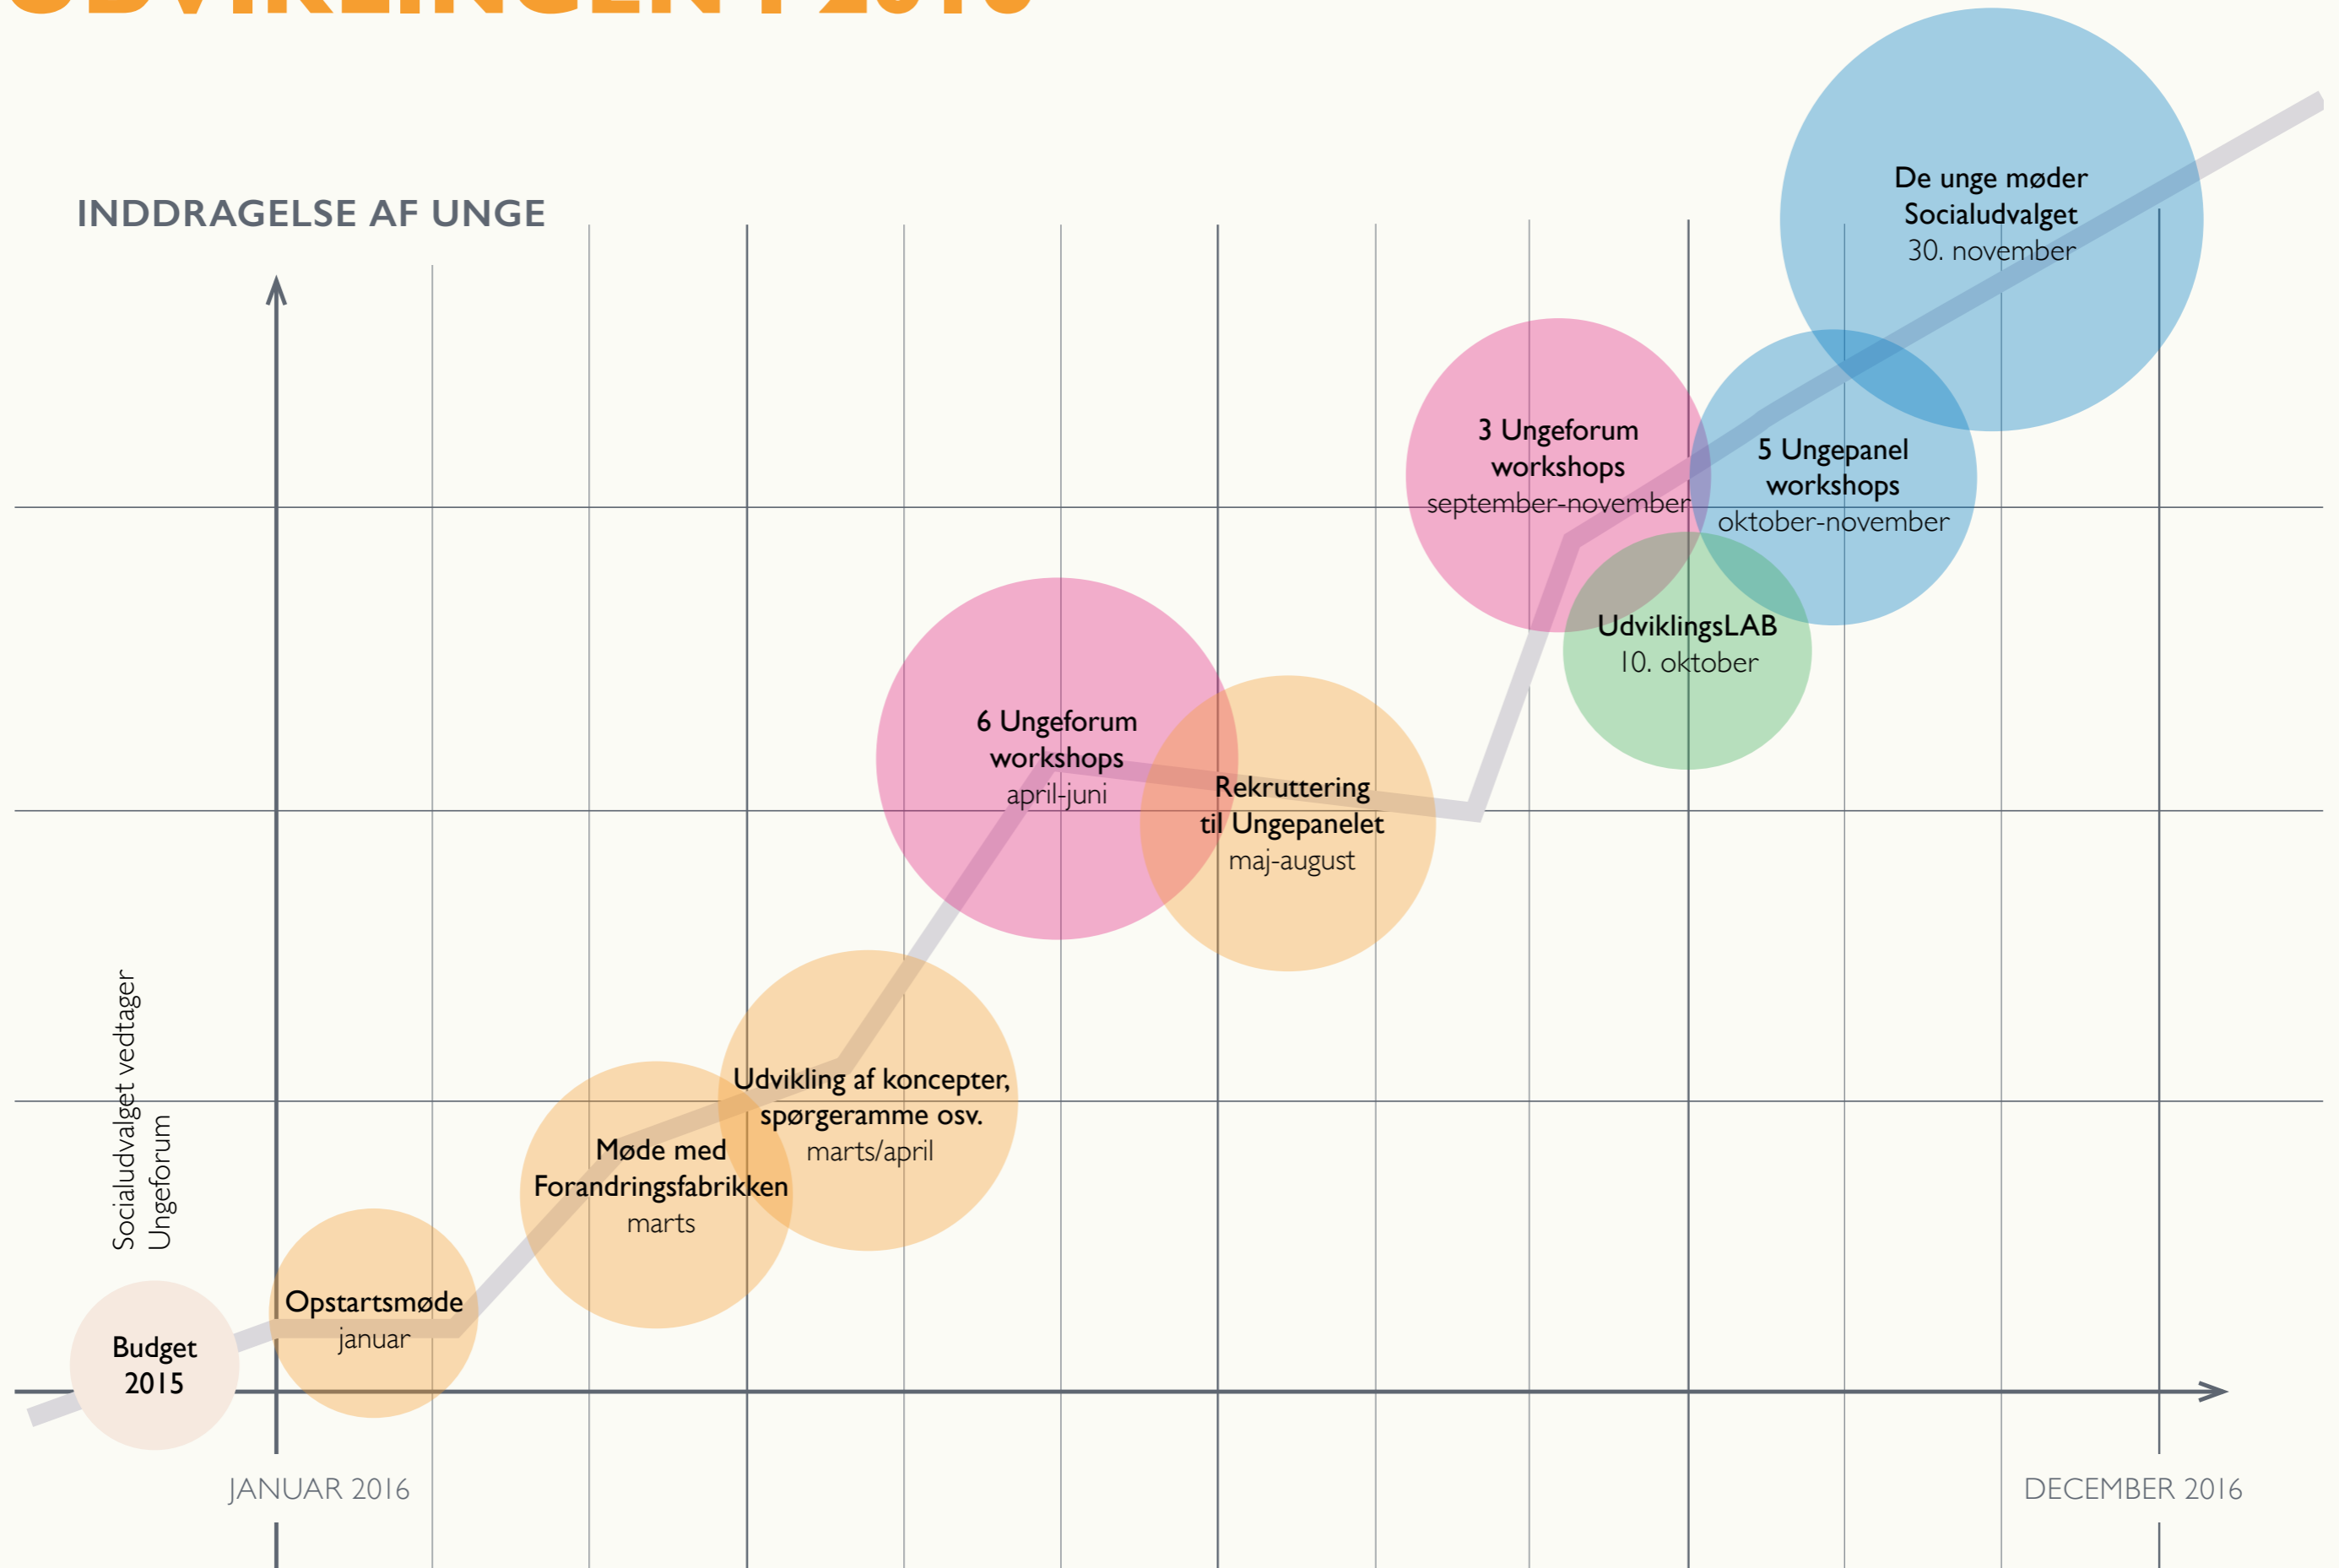 UDVIKLINGEN I 2016
INDDRAGELSE AF UNGE
De unge møder
Socialudvalget
30. november
3 Ungeforum
workshops
september-november
5 Ungepanel
workshops
oktober-november
UdviklingsLAB
10. oktober
6 Ungeforum
workshops
april-juni
Rekruttering
til Ungepanelet
maj-august
Udvikling af koncepter,
spørgeramme osv.
marts/april
Møde med
Forandringsfabrikken
marts
Socialudvalget vedtager
Ungeforum
Opstartsmøde
januar
Budget
2015
JANUAR 2016
DECEMBER 2016